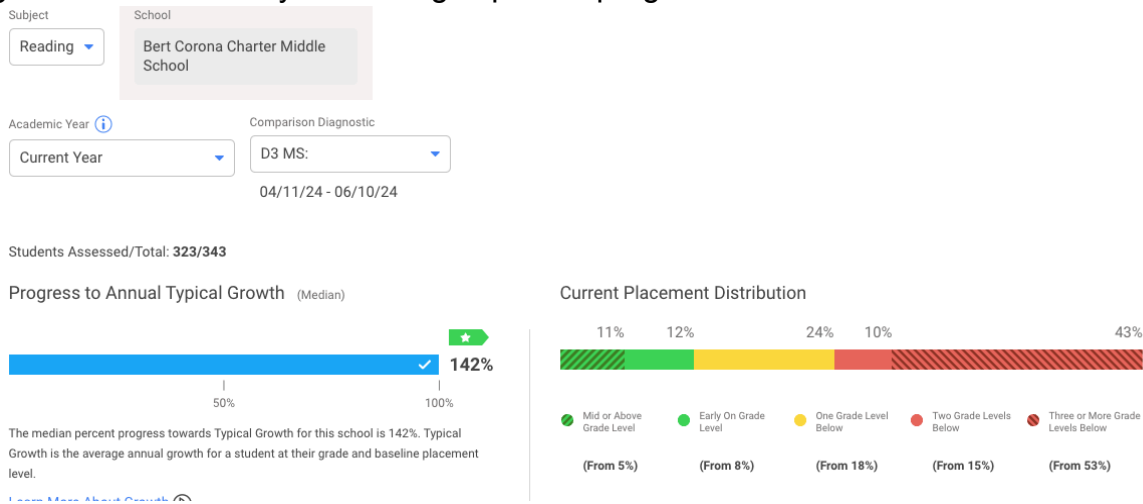 Subject
School
Reading
Bert Corona Charter Middle
School
Academic Year
Comparison Diagnostic
Current Year
D3 MS:
04/11/24 - 06/10/24
Students Assessed/Total: 323/343
Progress to Annual Typical Growth (Median)
142%
50% 100%
The median percent progress towards Typical Growth for this school is 142%. Typical
Growth is the average annual growth for a student at their grade and baseline placement
level.
Learn More About Growth
Current Placement Distribution
11% 12% 24% 10% 43%
Mid or Above
Grade Level
(From 5%)
Early On Grade
Level
(From 8%)
One Grade Level
Below
(From 18%)
Two Grade Levels
Below
(From 15%)
Three or More Grade
Levels Below
(From 53%)